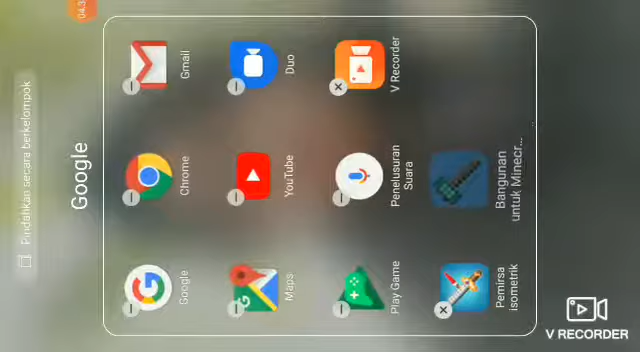 04.3
Pindahkan secara berkelompok
Google
Google
Chrome
Gmail
Maps
YouTube
Duo
Play Game
Penelusuran
Suara
V Recorder
Pemirsa
isometrik
Bangunan
untuk Minecr...
V RECORDER